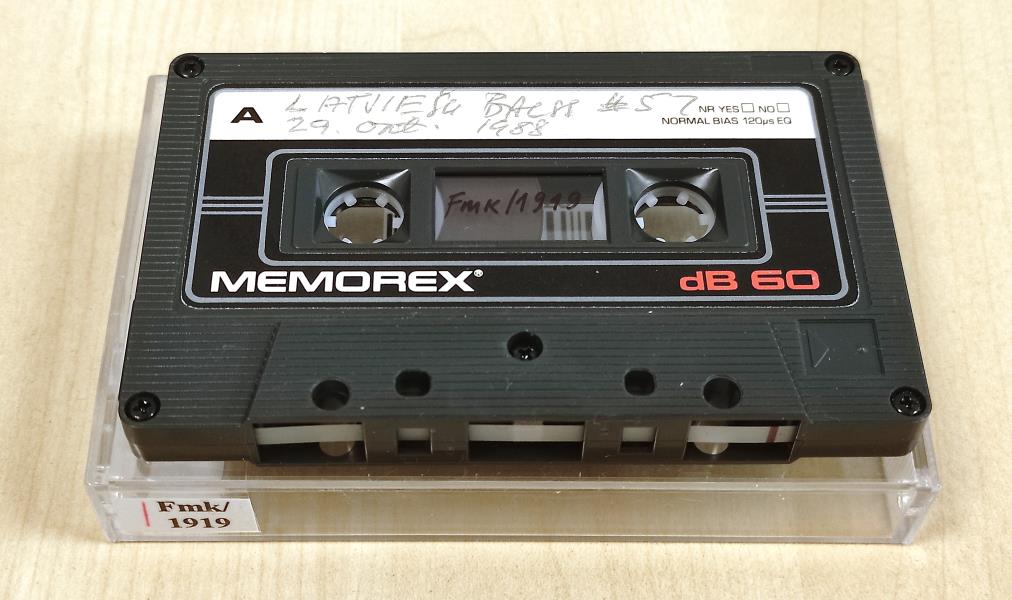 A
LATVIEŠU BALSS #57
29. okt. 1988
NR YES NO
NORMAL BIAS 120µs EQ
Fmk/1919
MEMOREX®
dB 60
Fmk/
1919